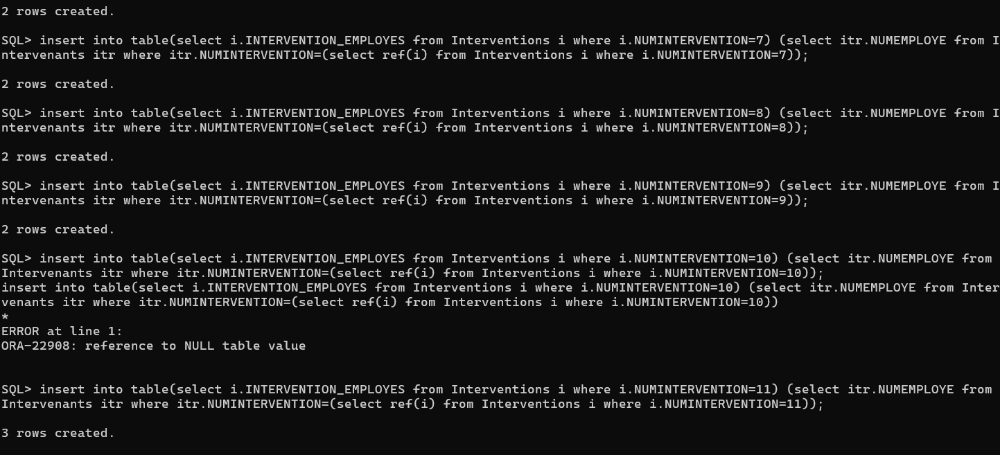 2 rows created.
SQL> insert into table(select i.INTERVENTION_EMPLOYES from Interventions i where i.NUMINTERVENTION=7) (select itr.NUMEMPLOYE from I
ntervenants itr where itr.NUMINTERVENTION=(select ref(i) from Interventions i where i.NUMINTERVENTION=7));
2 rows created.
SQL> insert into table(select i.INTERVENTION_EMPLOYES from Interventions i where i.NUMINTERVENTION=8) (select itr.NUMEMPLOYE from I
ntervenants itr where itr.NUMINTERVENTION=(select ref(i) from Interventions i where i.NUMINTERVENTION=8));
2 rows created.
SQL> insert into table(select i.INTERVENTION_EMPLOYES from Interventions i where i.NUMINTERVENTION=9) (select itr.NUMEMPLOYE from I
ntervenants itr where itr.NUMINTERVENTION=(select ref(i) from Interventions i where i.NUMINTERVENTION=9));
2 rows created.
SQL> insert into table(select i.INTERVENTION_EMPLOYES from Interventions i where i.NUMINTERVENTION=10) (select itr.NUMEMPLOYE from
Intervenants itr where itr.NUMINTERVENTION=(select ref(i) from Interventions i where i.NUMINTERVENTION=10));
insert into table(select i.INTERVENTION_EMPLOYES from Interventions i where i.NUMINTERVENTION=10) (select itr.NUMEMPLOYE from Inter
venants itr where itr.NUMINTERVENTION=(select ref(i) from Interventions i where i.NUMINTERVENTION=10))
*
ERROR at line 1:
ORA-22908: reference to NULL table value
SQL> insert into table(select i.INTERVENTION_EMPLOYES from Interventions i where i.NUMINTERVENTION=11) (select itr.NUMEMPLOYE from
Intervenants itr where itr.NUMINTERVENTION=(select ref(i) from Interventions i where i.NUMINTERVENTION=11));
3 rows created.